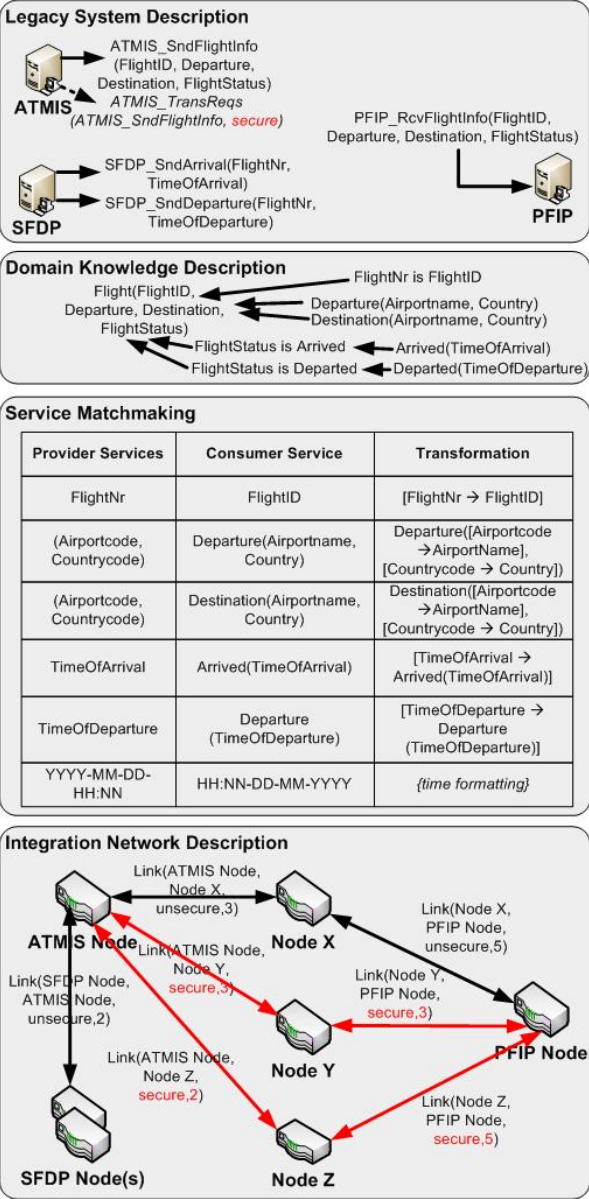 Legacy System Description
ATMIS_SndFlightInfo
(FlightID, Departure,
Destination, FlightStatus)
ATMIS_TransReqs
(ATMIS_SndFlightInfo, secure)
ATMIS
PFIP_RcvFlightInfo(FlightID,
Departure, Destination, FlightStatus)
PFIP
SFDP_SndArrival(FlightNr,
TimeOfArrival)
SFDP_SndDeparture(FlightNr,
TimeOfDeparture)
SFDP
Domain Knowledge Description
Flight(FlightID,
Departure, Destination,
FlightStatus)
FlightNr is FlightID
Departure(Airportname, Country)
Destination(Airportname, Country)
FlightStatus is Arrived
Arrived(TimeOfArrival)
FlightStatus is Departed
Departed(TimeOfDeparture)
Service Matchmaking
Provider Services
Consumer Service
Transformation
FlightNr
FlightID
[FlightNr → FlightID]
(Airportcode,
Countrycode)
Departure(Airportname,
Country)
Departure([Airportcode
→AirportName],
[Countrycode → Country])
(Airportcode,
Countrycode)
Destination(Airportname,
Country)
Destination([Airportcode
→AirportName],
[Countrycode → Country])
TimeOfArrival
Arrived(TimeOfArrival)
[TimeOfArrival →
Arrived(TimeOfArrival)]
TimeOfDeparture
Departure
(TimeOfDeparture)
[TimeOfDeparture →
Departure
(TimeOfDeparture)]
YYYY-MM-DD-
HH:NN
HH:NN-DD-MM-YYYY
{time formatting}
Integration Network Description
Link(ATMIS Node,
Node X,
unsecure,3)
ATMIS Node
Node X
Link(Node X,
PFIP Node,
unsecure,5)
Link(ATMIS Node,
Node Y,
secure,3)
Link(SFDP Node,
ATMIS Node,
unsecure,2)
Link(Node Y,
PFIP Node,
secure,3)
Node Y
PFIP Node
Link(ATMIS Node,
Node Z,
secure,2)
Link(Node Z,
PFIP Node,
secure,5)
SFDP Node(s)
Node Z